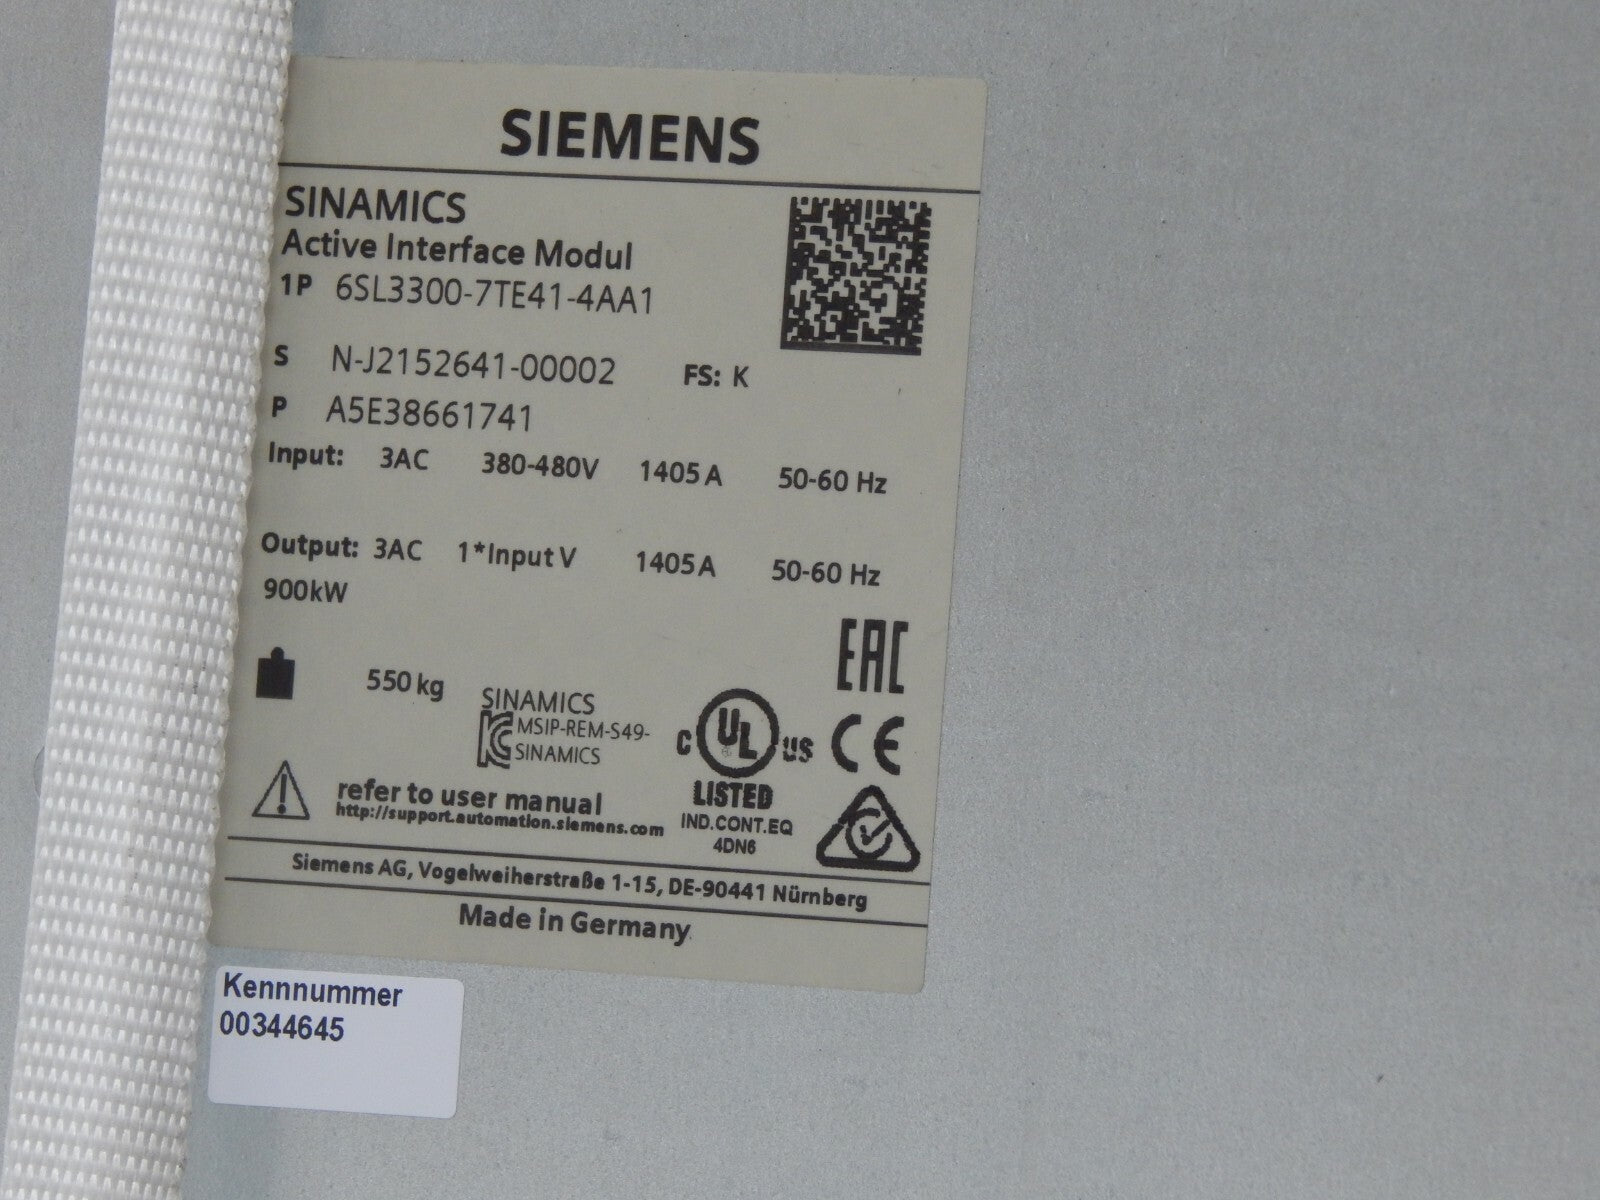 SIEMENS
SINAMICS
Active Interface Modul
1P 6SL3300-7TE41-4AA1
S N-J2152641-00002 FS: K
P A5E38661741
Input: 3AC 380-480V 1405 A 50-60 Hz
Output: 3AC 1*Input V 1405 A 50-60 Hz
900kW
EAC
550 kg
SINAMICS
KC MSIP-REM-S49-
SINAMICS
C UL US CE
LISTED
IND.CONT.EQ
4DN6
refer to user manual
http://support.automation.siemens.com
Siemens AG, Vogelweiherstraße 1-15, DE-90441 Nürnberg
Made in Germany
Kennnummer
00344645